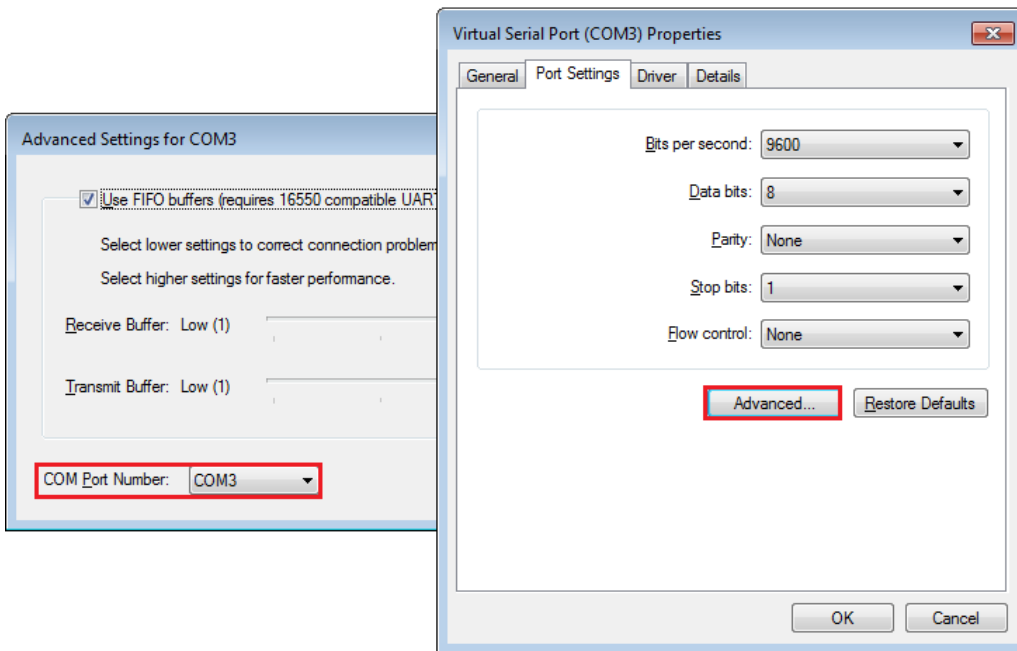 Advanced Settings for COM3
Use FIFO buffers (requires 16550 compatible UART
Select lower settings to correct connection problem
Select higher settings for faster performance.
Receive Buffer: Low (1)
Transmit Buffer: Low (1)
COM Port Number: COM3
Virtual Serial Port (COM3) Properties
General Port Settings Driver Details
Bits per second: 9600
Data bits: 8
Parity: None
Stop bits: 1
Flow control: None
Advanced... Restore Defaults
OK Cancel